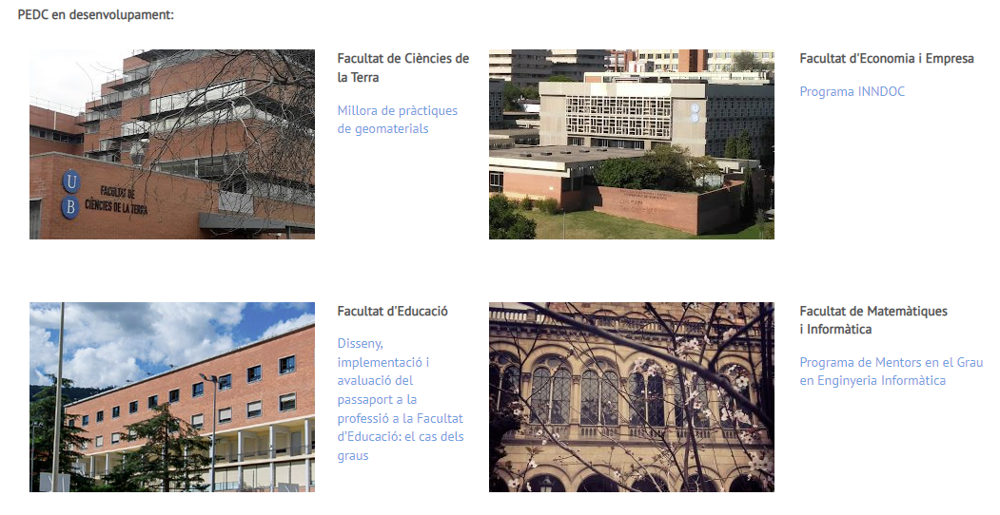 PEDC en desenvolupament:
Facultat de Ciències de
la Terra
Millora de pràctiques
de geomaterials
U
B
FACULTAT DE
CIÈNCIES DE LA TERRA
Facultat d'Economia i Empresa
Programa INNDOC
U
B
Facultat d'Educació
Disseny,
implementació i
avaluació del
passaport a la
professió a la Facultat
d'Educació: el cas dels
graus
Facultat de Matemàtiques
i Informàtica
Programa de Mentors en el Grau
en Enginyeria Informàtica